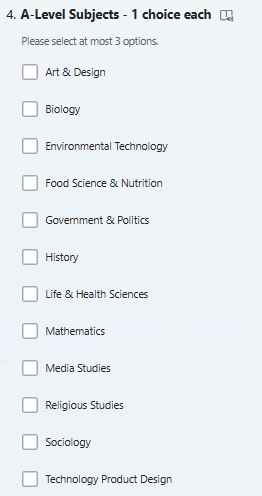 4. A-Level Subjects - 1 choice each
Please select at most 3 options.
Art & Design
Biology
Environmental Technology
Food Science & Nutrition
Government & Politics
History
Life & Health Sciences
Mathematics
Media Studies
Religious Studies
Sociology
Technology Product Design